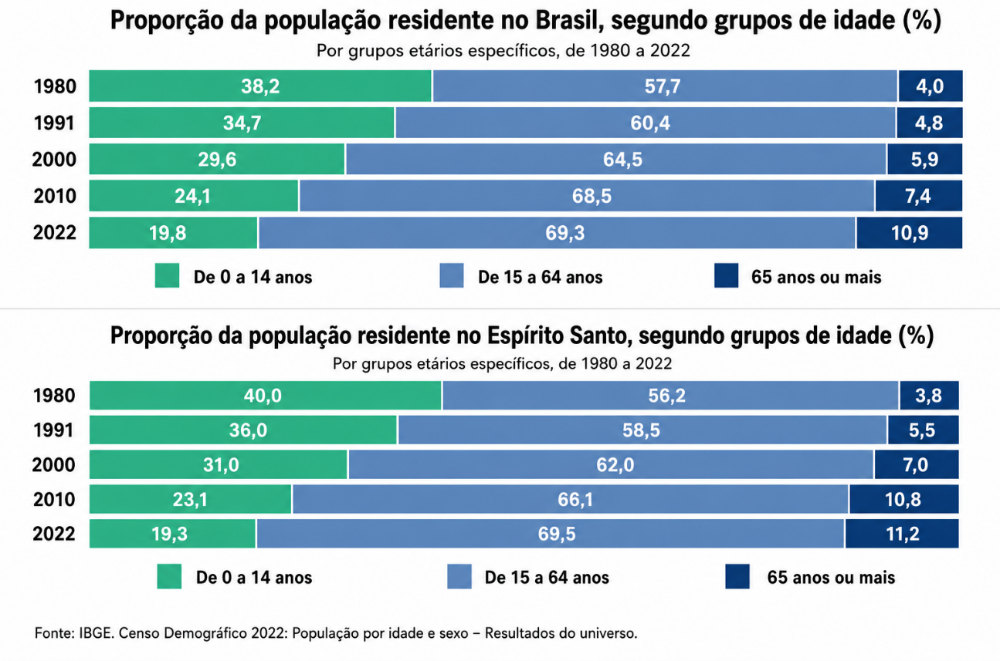 Proporção da população residente no Brasil, segundo grupos de idade (%)
Por grupos etários específicos, de 1980 a 2022
1980 38,2 57,7 4,0
1991 34,7 60,4 4,8
2000 29,6 64,5 5,9
2010 24,1 68,5 7,4
2022 19,8 69,3 10,9
De 0 a 14 anos De 15 a 64 anos 65 anos ou mais
Proporção da população residente no Espírito Santo, segundo grupos de idade (%)
Por grupos etários específicos, de 1980 a 2022
1980 40,0 56,2 3,8
1991 36,0 58,5 5,5
2000 31,0 62,0 7,0
2010 23,1 66,1 10,8
2022 19,3 69,5 11,2
De 0 a 14 anos De 15 a 64 anos 65 anos ou mais
Fonte: IBGE. Censo Demográfico 2022: População por idade e sexo – Resultados do universo.